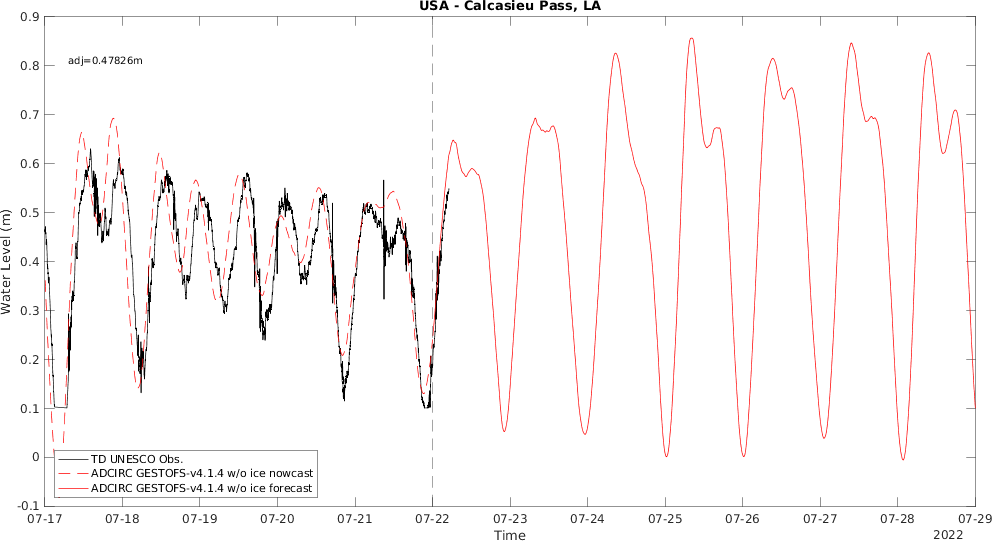 USA - Calcasieu Pass, LA
adj=0.47826m
Water Level (m)
0.9
0.8
0.7
0.6
0.5
0.4
0.3
0.2
0.1
0
-0.1
TD UNESCO Obs.
ADCIRC GESTOFS-v4.1.4 w/o ice nowcast
ADCIRC GESTOFS-v4.1.4 w/o ice forecast
07-17 07-18 07-19 07-20 07-21 07-22 07-23 07-24 07-25 07-26 07-27 07-28 07-29
Time
2022